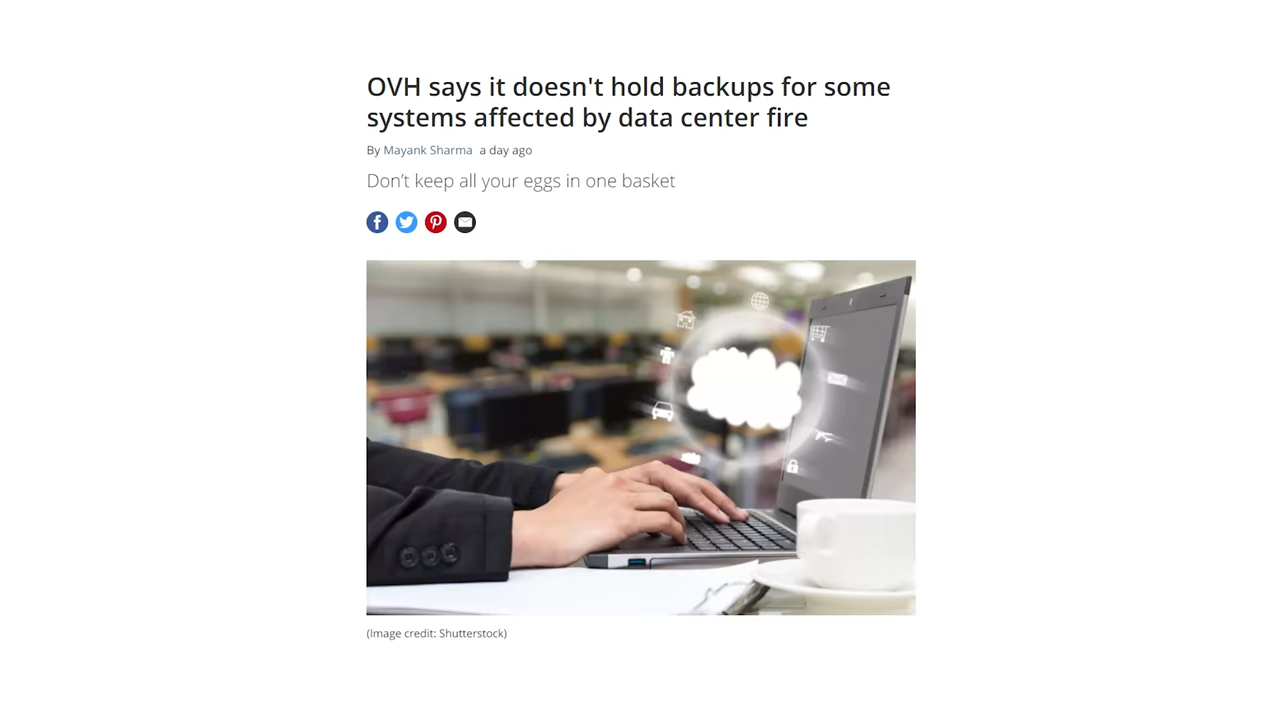 OVH says it doesn't hold backups for some
systems affected by data center fire
By Mayank Sharma a day ago
Don’t keep all your eggs in one basket
(Image credit: Shutterstock)